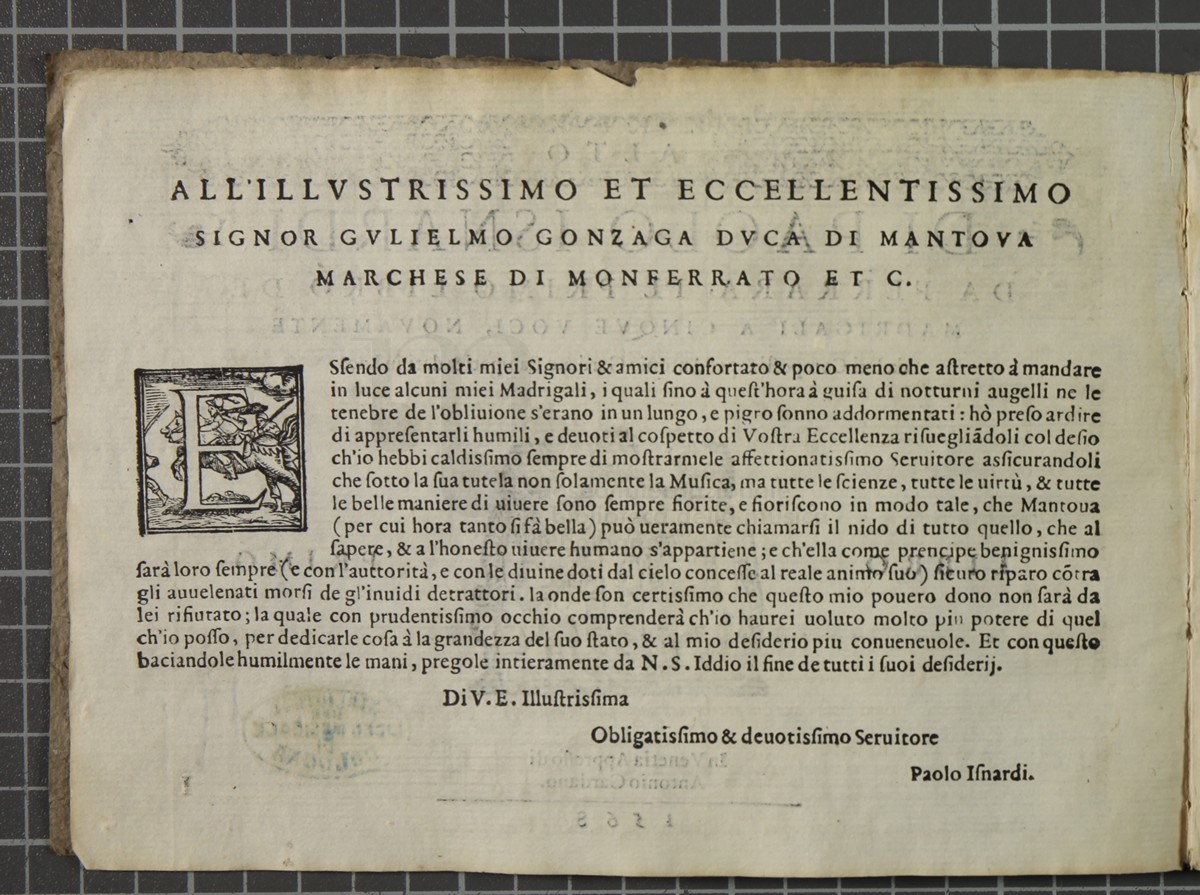 ALL'ILLVSTRISSIMO ET ECCELLENTISSIMO
SIGNOR GVLIELMO GONZAGA DVCA DI MANTOVA
MARCHESE DI MONFERRATO ET C.
ESſendo da molti miei Signori & amici confortato & poco meno che aſtretto à mandare
in luce alcuni miei Madrigali, i quali ſino à queſt'hora à guiſa di notturni augelli ne le
tenebre de l'obliuione s'erano in un lungo, e pigro ſonno addormentati: hò preſo ardire
di appreſentarli humili, e deuoti al coſpetto di Voſtra Eccellenza riſuegliãdoli col deſio
ch'io hebbi caldiſsimo ſempre di moſtrarmele affettionatiſsimo Seruitore aſsicurandoli
che ſotto la ſua tutela non ſolamente la Muſica, ma tutte le ſcienze, tutte le uirtù, & tutte
le belle maniere di uiuere ſono ſempre fiorite, e fioriſcono in modo tale, che Mantoua
(per cui hora tanto ſi fà bella) può ueramente chiamarſi il nido di tutto quello, che al
ſapere, & a l'honeſto uiuere humano s'appartiene; e ch'ella come prencipe benigniſsimo
ſarà loro ſempre (e con l'auttorità, e con le diuine doti dal cielo conceſſe al reale animo ſuo) ſicuro riparo cõtra
gli auuelenati morſi de gl'inuidi detrattori. la onde ſon certiſsimo che queſto mio pouero dono non ſarà da
lei rifiutato; la quale con prudentiſsimo occhio comprenderà ch'io haurei uoluto molto piu potere di quel
ch'io poſſo, per dedicarle coſa à la grandezza del ſuo ſtato, & al mio deſiderio piu conueneuole. Et con queſto
baciandole humilmente le mani, pregole intieramente da N. S. Iddio il fine de tutti i ſuoi deſiderij.
Di V. E. Illuſtriſsima
Obligatiſsimo & deuotiſsimo Seruitore
Paolo Iſnardi.